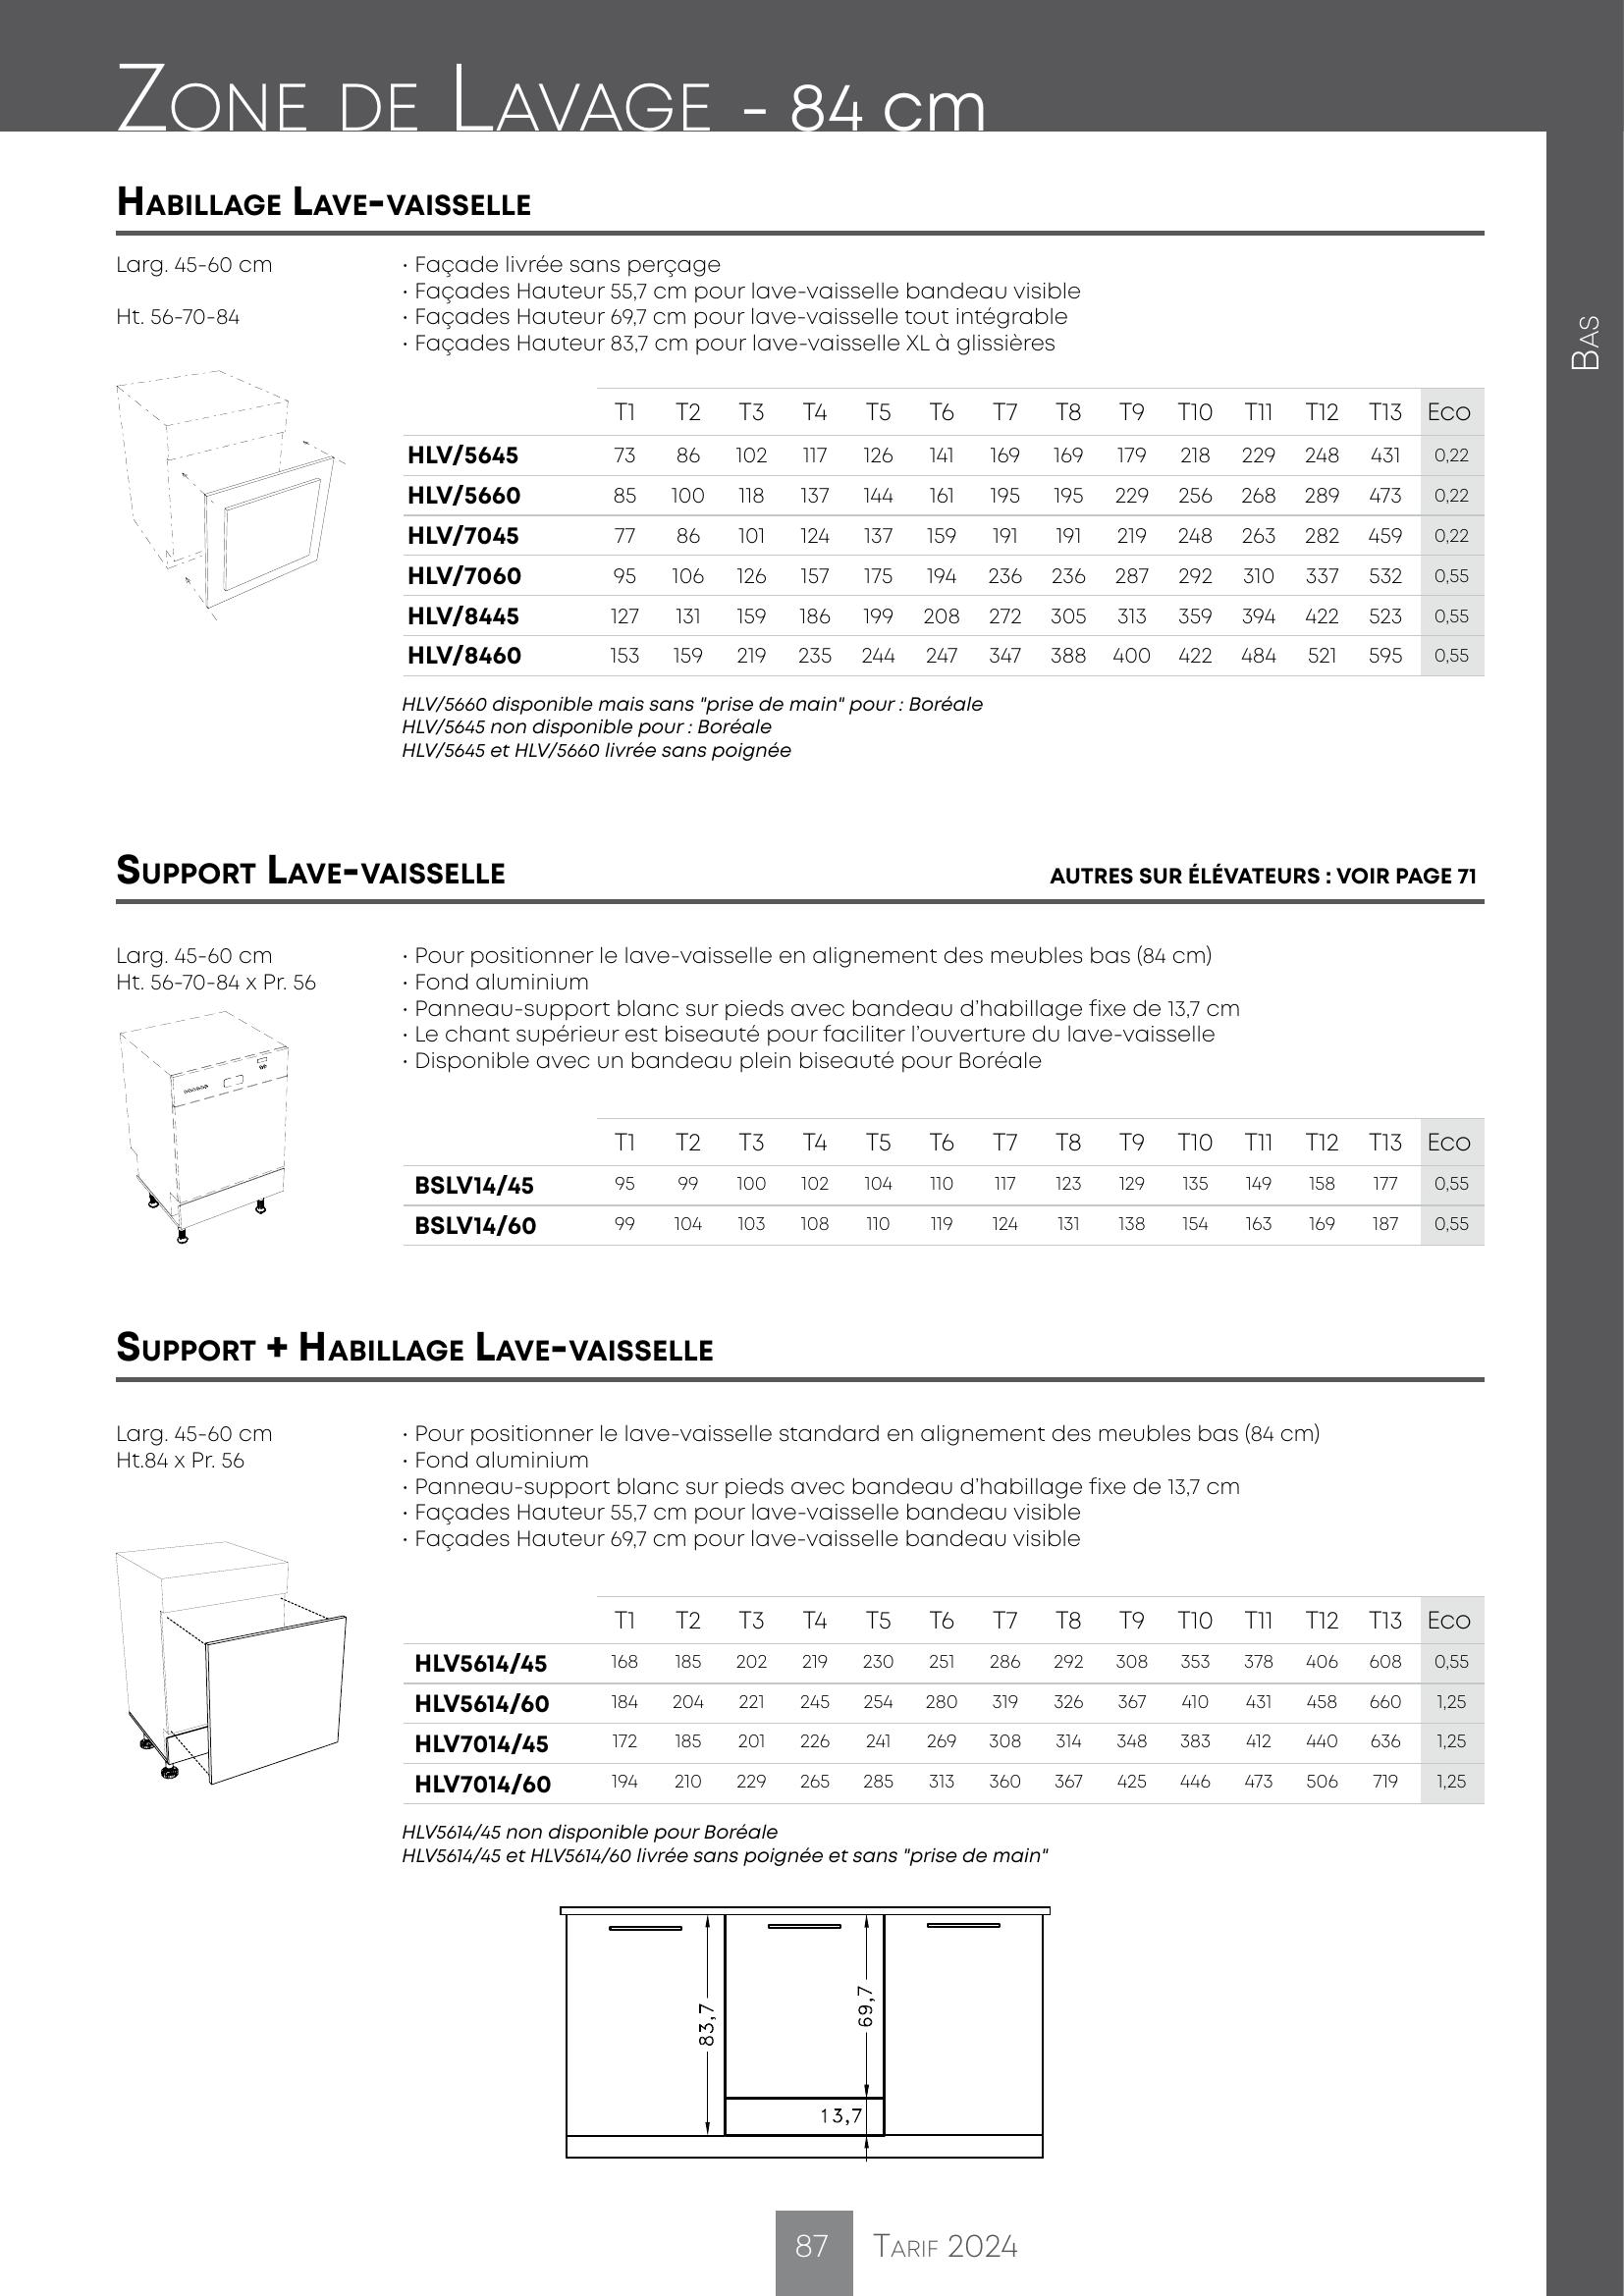 ZONE DE LAVAGE - 84 cm
BAS
HABILLAGE LAVE-VAISSELLE
Larg. 45-60 cm
Ht. 56-70-84
· Façade livrée sans perçage
· Façades Hauteur 55,7 cm pour lave-vaisselle bandeau visible
· Façades Hauteur 69,7 cm pour lave-vaisselle tout intégrable
· Façades Hauteur 83,7 cm pour lave-vaisselle XL à glissières
T1 T2 T3 T4 T5 T6 T7 T8 T9 T10 T11 T12 T13 Eco
HLV/5645 73 86 102 117 126 141 169 169 179 218 229 248 431 0,22
HLV/5660 85 100 118 137 144 161 195 195 229 256 268 289 473 0,22
HLV/7045 77 86 101 124 137 159 191 191 219 248 263 282 459 0,22
HLV/7060 95 106 126 157 175 194 236 236 287 292 310 337 532 0,55
HLV/8445 127 131 159 186 199 208 272 305 313 359 394 422 523 0,55
HLV/8460 153 159 219 235 244 247 347 388 400 422 484 521 595 0,55
HLV/5660 disponible mais sans "prise de main" pour : Boréale
HLV/5645 non disponible pour : Boréale
HLV/5645 et HLV/5660 livrée sans poignée
SUPPORT LAVE-VAISSELLE
AUTRES SUR ÉLÉVATEURS : VOIR PAGE 71
Larg. 45-60 cm
Ht. 56-70-84 x Pr. 56
· Pour positionner le lave-vaisselle en alignement des meubles bas (84 cm)
· Fond aluminium
· Panneau-support blanc sur pieds avec bandeau d'habillage fixe de 13,7 cm
· Le chant supérieur est biseauté pour faciliter l'ouverture du lave-vaisselle
· Disponible avec un bandeau plein biseauté pour Boréale
T1 T2 T3 T4 T5 T6 T7 T8 T9 T10 T11 T12 T13 Eco
BSLV14/45 95 99 100 102 104 110 117 123 129 135 149 158 177 0,55
BSLV14/60 99 104 103 108 110 119 124 131 138 154 163 169 187 0,55
SUPPORT + HABILLAGE LAVE-VAISSELLE
Larg. 45-60 cm
Ht.84 x Pr. 56
· Pour positionner le lave-vaisselle standard en alignement des meubles bas (84 cm)
· Fond aluminium
· Panneau-support blanc sur pieds avec bandeau d'habillage fixe de 13,7 cm
· Façades Hauteur 55,7 cm pour lave-vaisselle bandeau visible
· Façades Hauteur 69,7 cm pour lave-vaisselle bandeau visible
T1 T2 T3 T4 T5 T6 T7 T8 T9 T10 T11 T12 T13 Eco
HLV5614/45 168 185 202 219 230 251 286 292 308 353 378 406 608 0,55
HLV5614/60 184 204 221 245 254 280 319 326 367 410 431 458 660 1,25
HLV7014/45 172 185 201 226 241 269 308 314 348 383 412 440 636 1,25
HLV7014/60 194 210 229 265 285 313 360 367 425 446 473 506 719 1,25
HLV5614/45 non disponible pour Boréale
HLV5614/45 et HLV5614/60 livrée sans poignée et sans "prise de main"
83,7
69,7
13,7
87 TARIF 2024